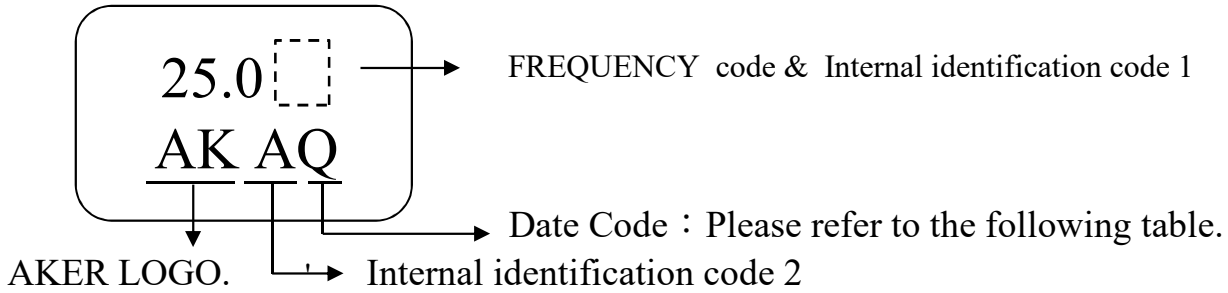 25.0
FREQUENCY code & Internal identification code 1
AK AQ
Date Code：Please refer to the following table.
AKER LOGO.
Internal identification code 2